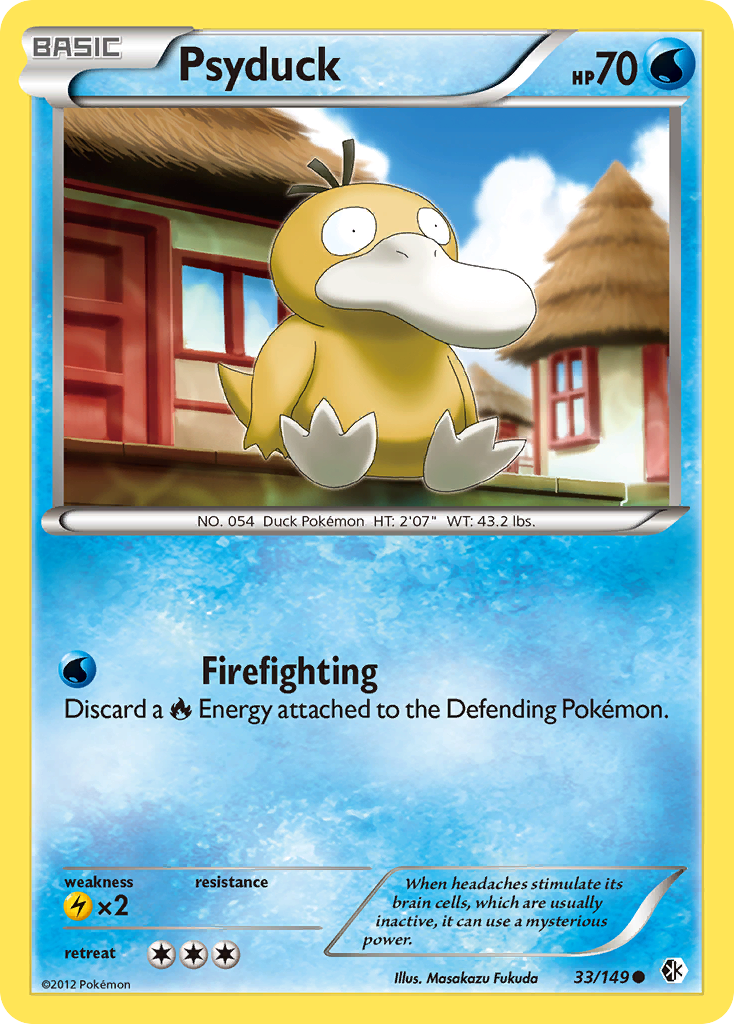 BASIC
Psyduck
HP70
NO. 054 Duck Pokémon HT: 2'07" WT: 43.2 lbs.
Firefighting
Discard a Energy attached to the Defending Pokémon.
weakness resistance
×2
When headaches stimulate its
brain cells, which are usually
inactive, it can use a mysterious
power.
retreat
©2012 Pokémon
Illus. Masakazu Fukuda
33/149